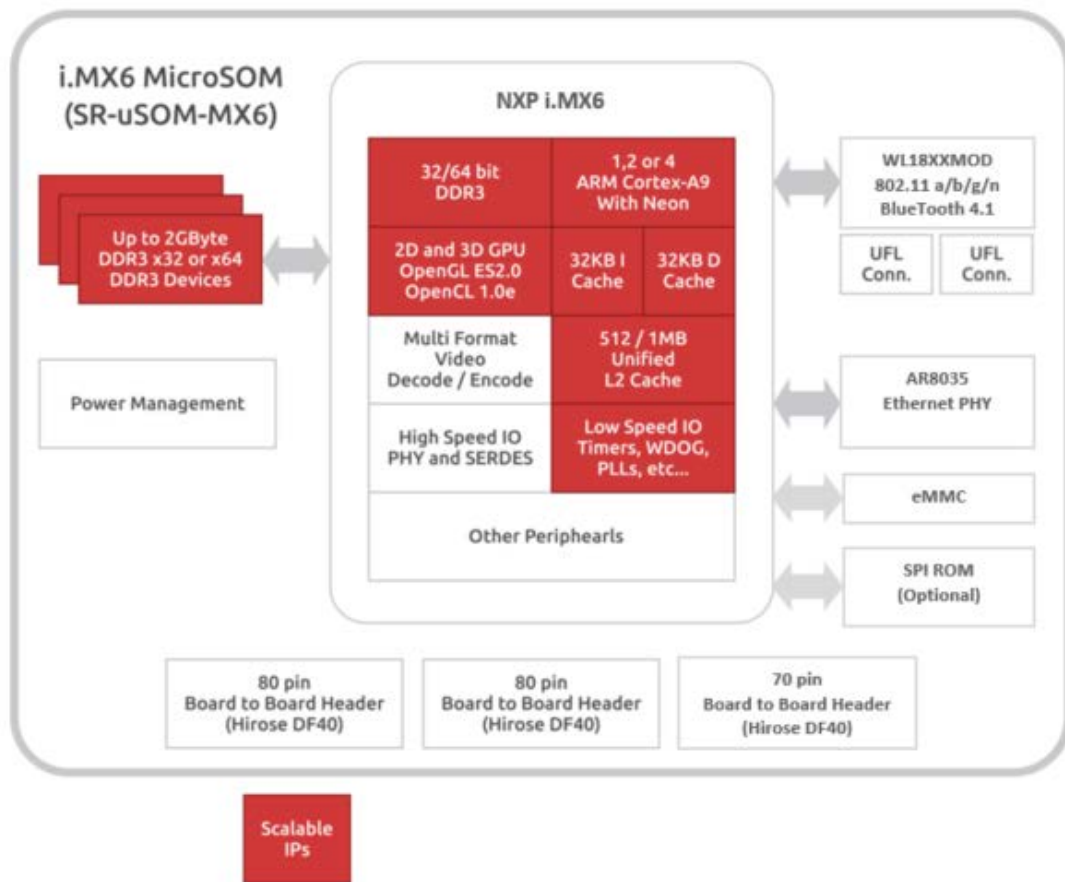 i.MX6 MicroSOM
(SR-uSOM-MX6)
NXP i.MX6
32/64 bit
DDR3
1,2 or 4
ARM Cortex-A9
With Neon
WL18XXMOD
802.11 a/b/g/n
BlueTooth 4.1
Up to 2GByte
DDR3 x32 or x64
DDR3 Devices
2D and 3D GPU
OpenGL ES2.0
OpenCL 1.0e
32KB I
Cache
32KB D
Cache
UFL
Conn.
UFL
Conn.
Multi Format
Video
Decode / Encode
512 / 1MB
Unified
L2 Cache
Power Management
AR8035
Ethernet PHY
High Speed IO
PHY and SERDES
Low Speed IO
Timers, WDOG,
PLLs, etc...
eMMC
Other Periphearls
SPI ROM
(Optional)
80 pin
Board to Board Header
(Hirose DF40)
80 pin
Board to Board Header
(Hirose DF40)
70 pin
Board to Board Header
(Hirose DF40)
Scalable
IPs